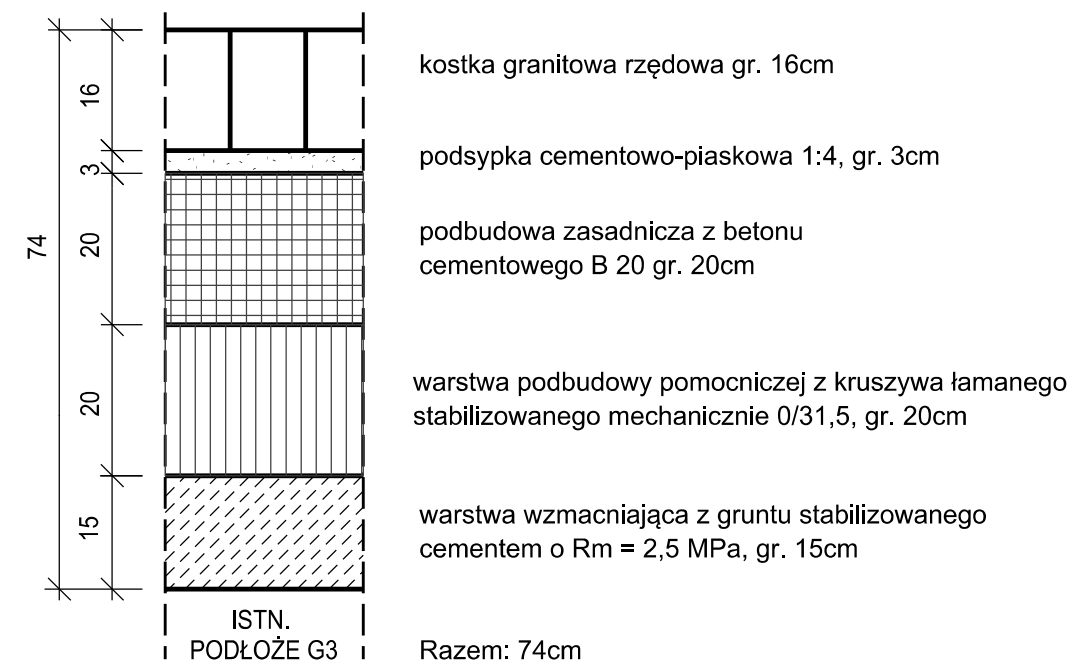 kostka granitowa rzędowa gr. 16cm
16
podsypka cementowo-piaskowa 1:4, gr. 3cm
3
74
20
podbudowa zasadnicza z betonu
cementowego B 20 gr. 20cm
20
warstwa podbudowy pomocniczej z kruszywa łamanego
stabilizowanego mechanicznie 0/31,5, gr. 20cm
15
warstwa wzmacniająca z gruntu stabilizowanego
cementem o Rm = 2,5 MPa, gr. 15cm
ISTN.
PODŁOŻE G3
Razem: 74cm